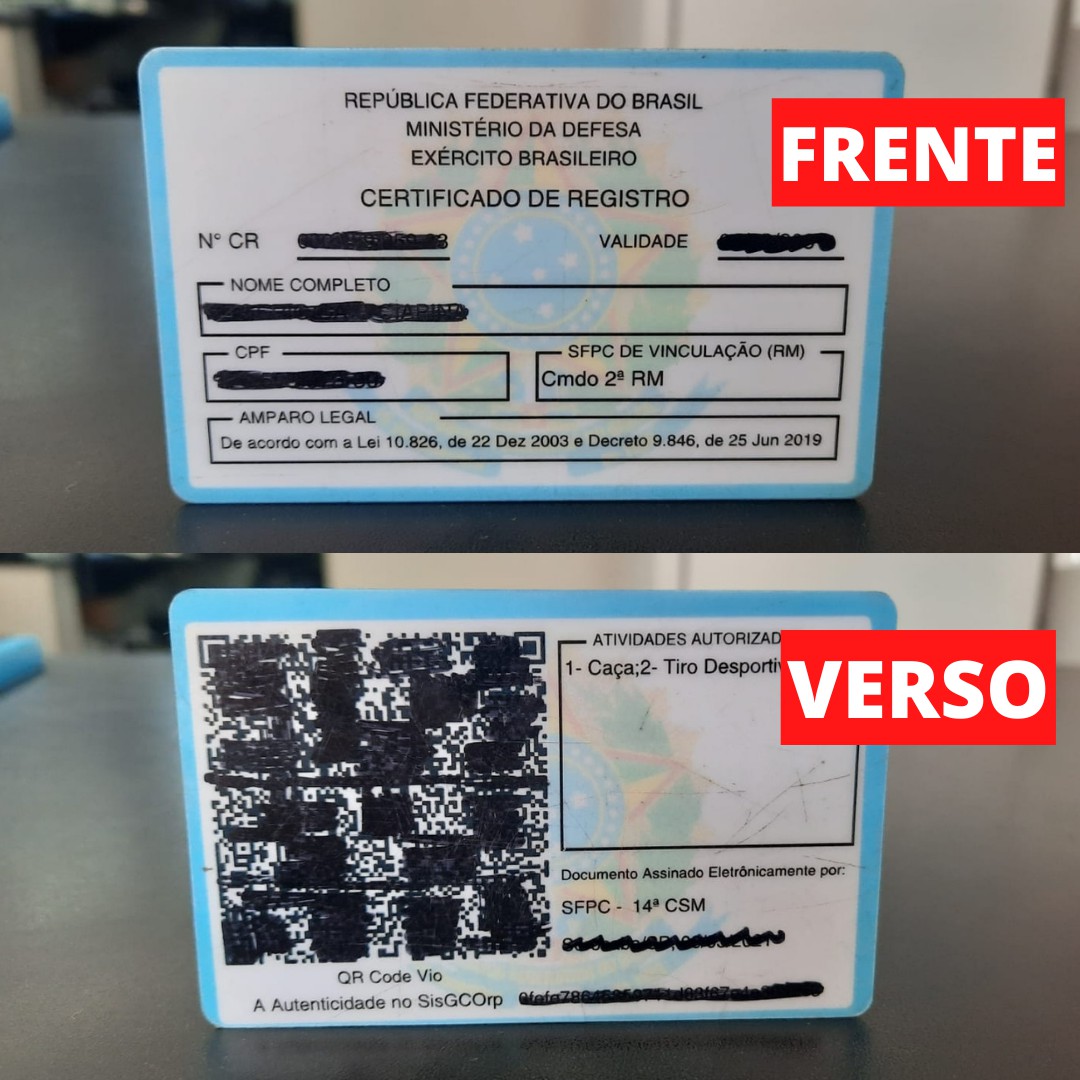 REPÚBLICA FEDERATIVA DO BRASIL
MINISTÉRIO DA DEFESA
EXÉRCITO BRASILEIRO
FRENTE
CERTIFICADO DE REGISTRO
Nº CR
VALIDADE
NOME COMPLETO
CPF
SFPC DE VINCULAÇÃO (RM)
Cmdo 2ª RM
AMPARO LEGAL
De acordo com a Lei 10.826, de 22 Dez 2003 e Decreto 9.846, de 25 Jun 2019
ATIVIDADES AUTORIZAD
1- Caça;2- Tiro Desportiv
VERSO
Documento Assinado Eletrônicamente por:
SFPC - 14ª CSM
QR Code Vio
A Autenticidade no SisGCOrp